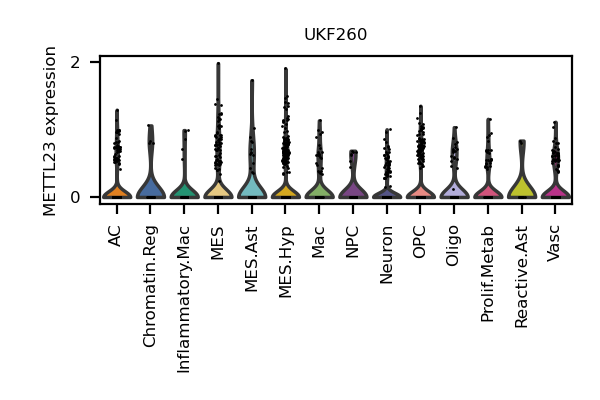 UKF260
METTL23 expression
2
0
AC
Chromatin.Reg
Inflammatory.Mac
MES
MES.Ast
MES.Hyp
Mac
NPC
Neuron
OPC
Oligo
Prolif.Metab
Reactive.Ast
Vasc